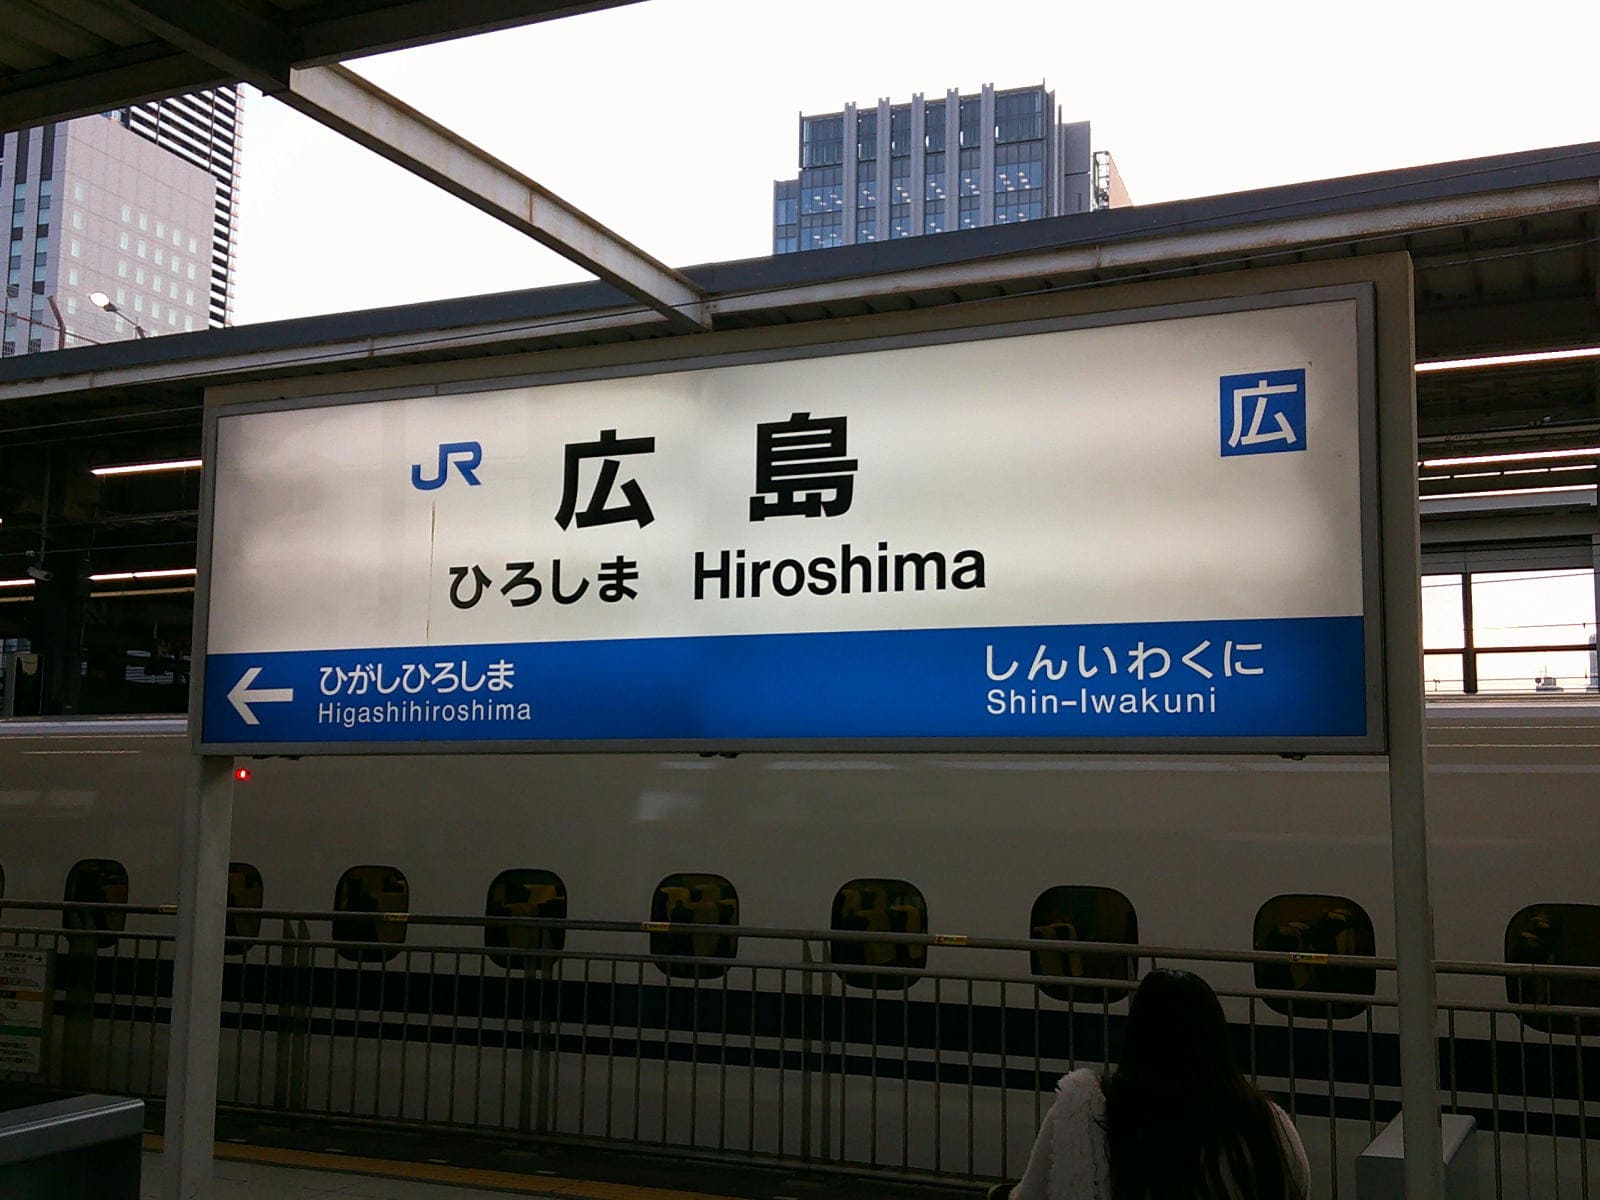 JR 広島
広
ひろしま Hiroshima
← ひがしひろしま
Higashihiroshima
しんいわくに
Shin-Iwakuni